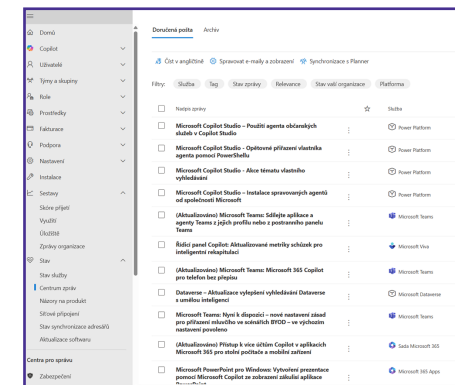 Domů
Copilot
Uživatelé
Týmy a skupiny
Role
Prostředky
Fakturace
Podpora
Nastavení
Instalace
Sestavy
Skóre přijetí
Využití
Úložiště
Zprávy organizace
Stav
Stav služby
Centrum zpráv
Názory na produkt
Síťové připojení
Stav synchronizace adresářů
Aktualizace softwaru
Centra pro správu
Zabezpečení
Doručená pošta Archiv
Číst v angličtině Spravovat e-maily a zobrazení Synchronizace s Planner
Filtry: Služba Tag Stav zprávy Relevance Stav vaší organizace Platforma
Nadpis zprávy Služba
Microsoft Copilot Studio – Použití agenta občanských
služeb v Copilot Studio
Power Platform
Microsoft Copilot Studio - Opětovné přiřazení vlastníka
agenta pomocí PowerShellu
Power Platform
Microsoft Copilot Studio - Akce tématu vlastního
vyhledávání
Power Platform
Microsoft Copilot Studio – Instalace spravovaných agentů
od společnosti Microsoft
Power Platform
(Aktualizováno) Microsoft Teams: Sdílejte aplikace a
agenty Teams z jejich profilu nebo z postranního panelu
Teams
Microsoft Teams
Řídicí panel Copilot: Aktualizované metriky schůzek pro
inteligentní rekapitulaci
Microsoft Viva
(Aktualizováno) Microsoft Teams: Microsoft 365 Copilot
pro telefon bez přepisu
Microsoft Teams
Dataverse – Aktualizace vylepšení vyhledávání Dataverse
s umělou inteligencí
Microsoft Dataverse
Microsoft Teams: Nyní k dispozici – nové nastavení zásad
pro přiřazení mluvčího ve scénářích BYOD – ve výchozím
nastavení povoleno
Microsoft Teams
(Aktualizováno) Přístup k více účtům Copilot v aplikacích
Microsoft 365 pro stolní počítače a mobilní zařízení
Sada Microsoft 365
Microsoft PowerPoint pro Windows: Vytvoření prezentace
pomocí Microsoft Copilot ze zobrazení zákulisí aplikace
PowerPoint
Microsoft 365 Apps